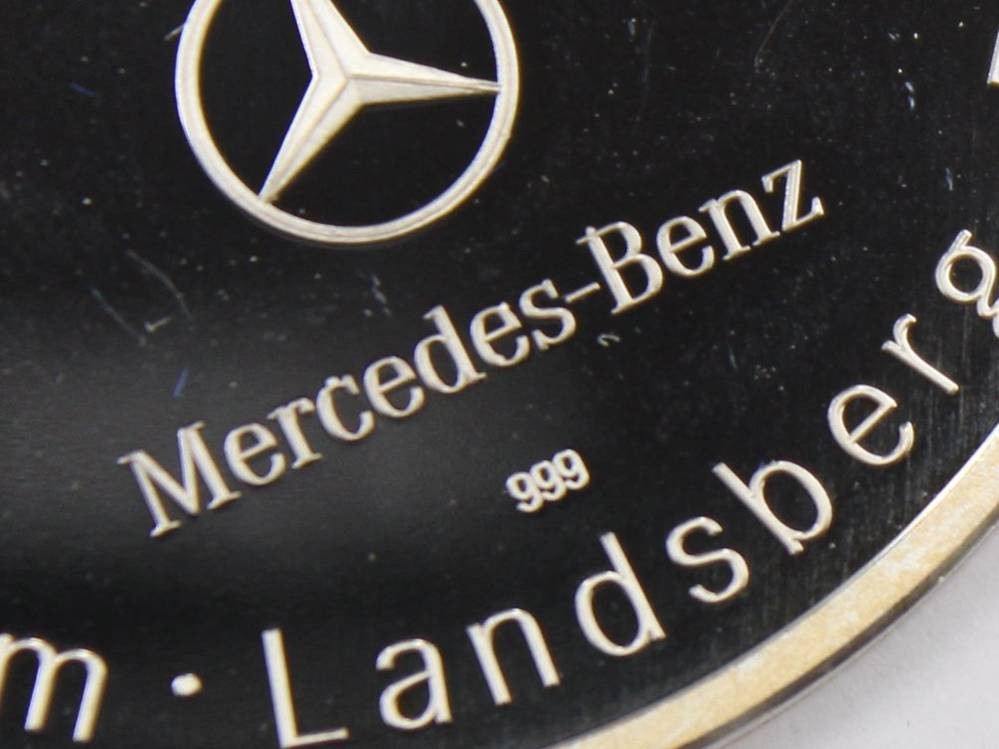 Mercedes-Benz
999
m · Landsberg